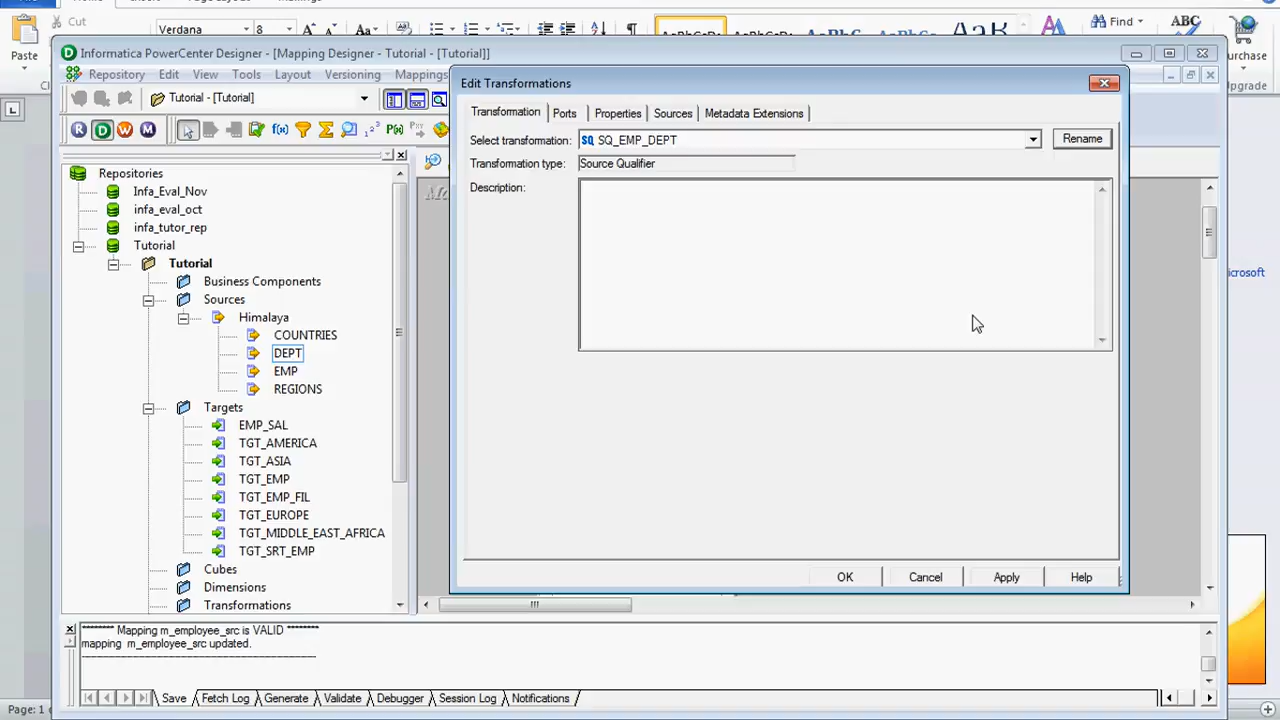 Cut
Verdana
8
Find
ABC
Paste
Informatica PowerCenter Designer - [Mapping Designer - Tutorial - [Tutorial]]
Repository Edit View Tools Layout Versioning Mappings
Tutorial - [Tutorial]
R D W M f(x) P(x)
Repositories
Infa_Eval_Nov
infa_eval_oct
infa_tutor_rep
Tutorial
Tutorial
Business Components
Sources
Himalaya
COUNTRIES
DEPT
EMP
REGIONS
Targets
EMP_SAL
TGT_AMERICA
TGT_ASIA
TGT_EMP
TGT_EMP_FIL
TGT_EUROPE
TGT_MIDDLE_EAST_AFRICA
TGT_SRT_EMP
Cubes
Dimensions
Transformations
Edit Transformations
Transformation Ports Properties Sources Metadata Extensions
Select transformation: SQ SQ_EMP_DEPT Rename
Transformation type: Source Qualifier
Description:
OK Cancel Apply Help
******** Mapping m_employee_src is VALID ********
mapping m_employee_src updated.
Save Fetch Log Generate Validate Debugger Session Log Notifications
Page: 1